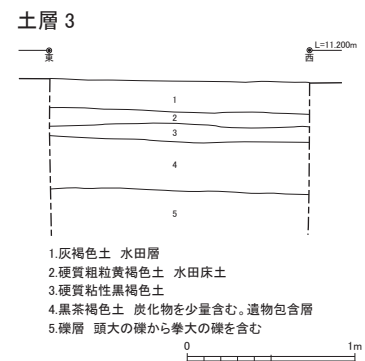 土層 3
L=11.200m
東 西
1
2
3
4
5
1.灰褐色土 水田層
2.硬質粗粒黄褐色土 水田床土
3.硬質粘性黒褐色土
4.黒茶褐色土 炭化物を少量含む。遺物包含層
5.礫層 頭大の礫から拳大の礫を含む
0 1m